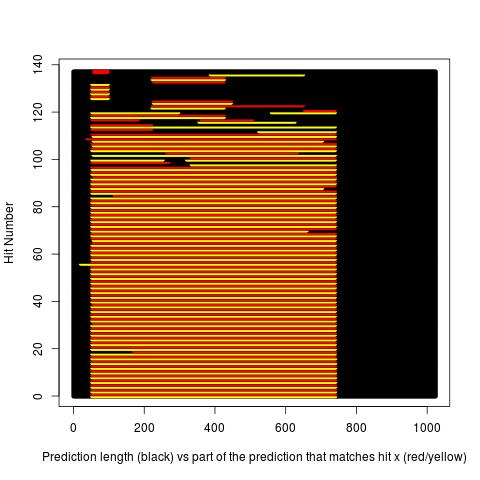 140
120
100
80
60
40
20
0
Hit Number
0 200 400 600 800 1000
Prediction length (black) vs part of the prediction that matches hit x (red/yellow)